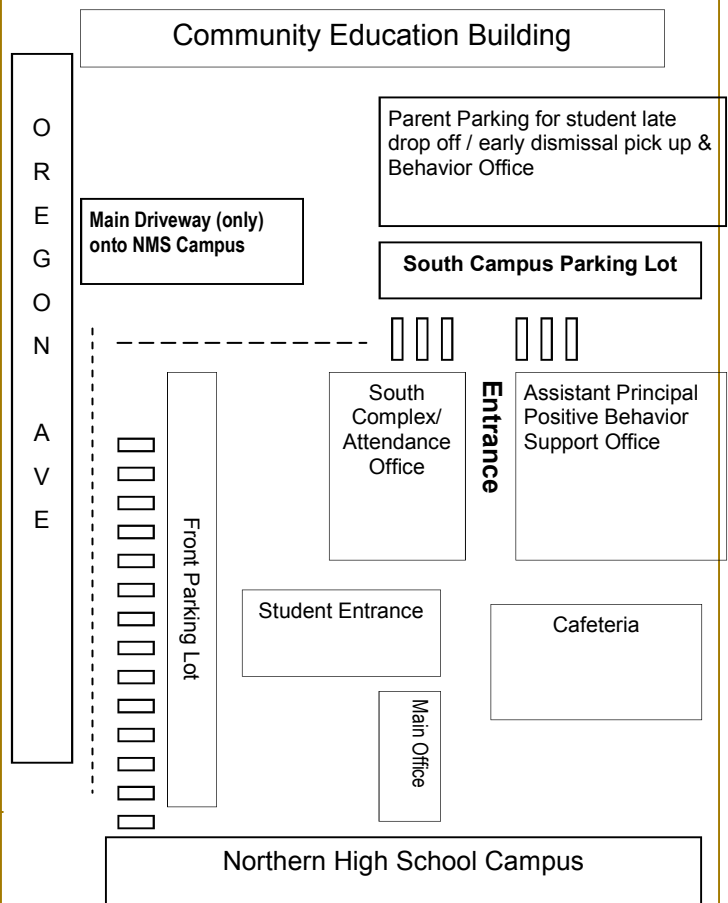 Community Education Building
OREGON AVE
Parent Parking for student late
drop off / early dismissal pick up &
Behavior Office
Main Driveway (only)
onto NMS Campus
South Campus Parking Lot
South
Complex/
Attendance
Office
Entrance
Assistant Principal
Positive Behavior
Support Office
Front Parking Lot
Student Entrance
Cafeteria
Main Office
Northern High School Campus